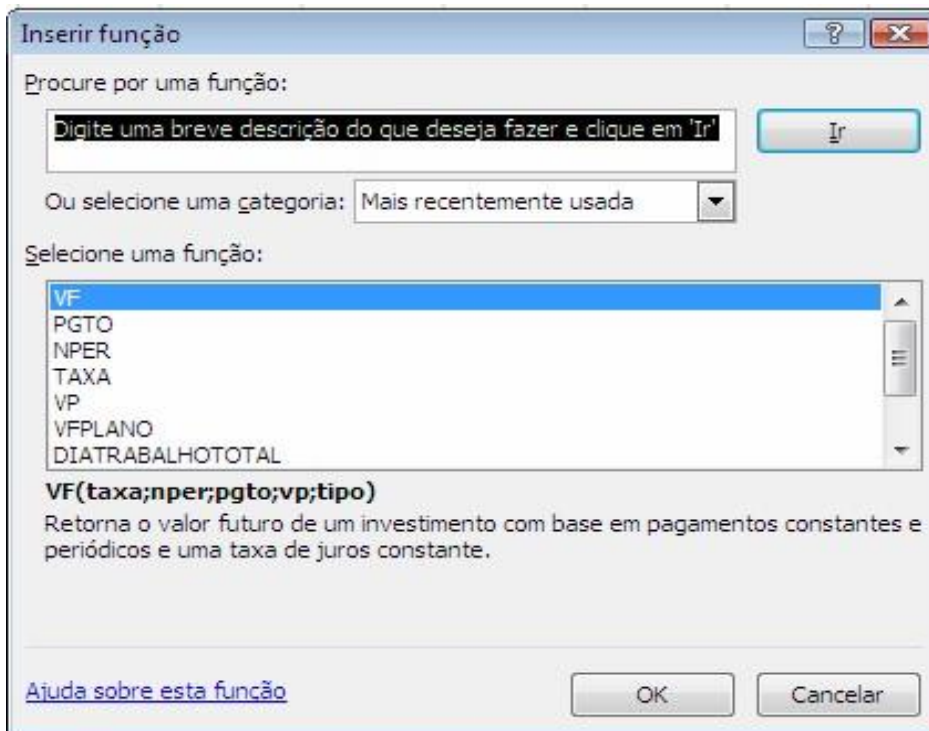 Inserir função
Procure por uma função:
Digite uma breve descrição do que deseja fazer e clique em 'Ir'
Ir
Ou selecione uma categoria: Mais recentemente usada
Selecione uma função:
VF
PGTO
NPER
TAXA
VP
VFPLANO
DIATRABALHOTOTAL
VF(taxa;nper;pgto;vp;tipo)
Retorna o valor futuro de um investimento com base em pagamentos constantes e
periódicos e uma taxa de juros constante.
Ajuda sobre esta função
OK
Cancelar